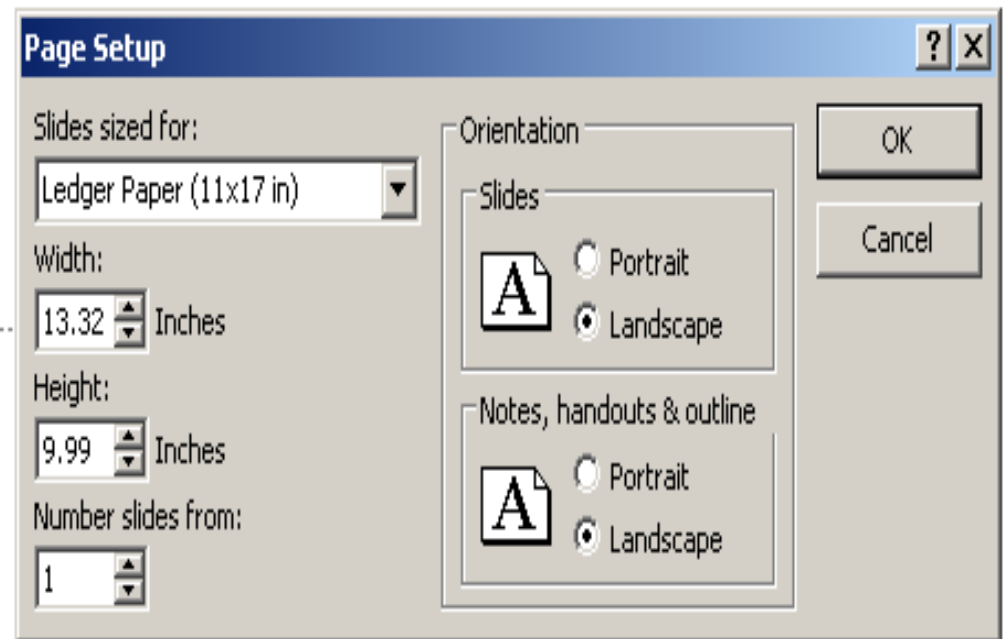 Page Setup
Slides sized for:
Ledger Paper (11x17 in)
Width:
13.32 Inches
Height:
9.99 Inches
Number slides from:
1
Orientation
Slides
A
Portrait
Landscape
Notes, handouts & outline
A
Portrait
Landscape
OK
Cancel